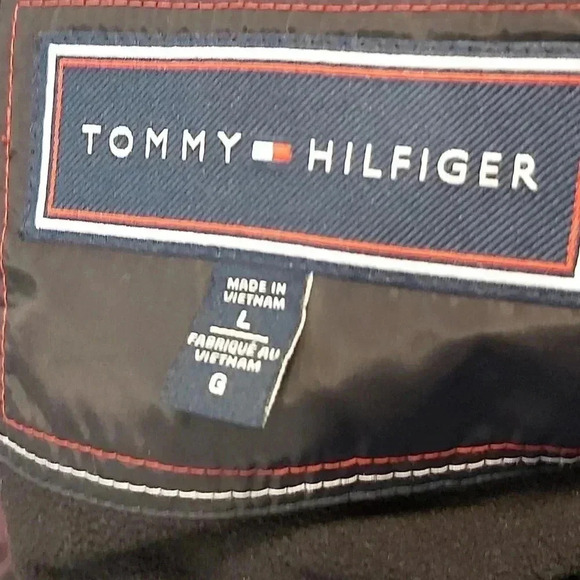 TOMMY HILFIGER
MADE IN
VIETNAM
L
FABRIQUÉ AU
VIETNAM
G